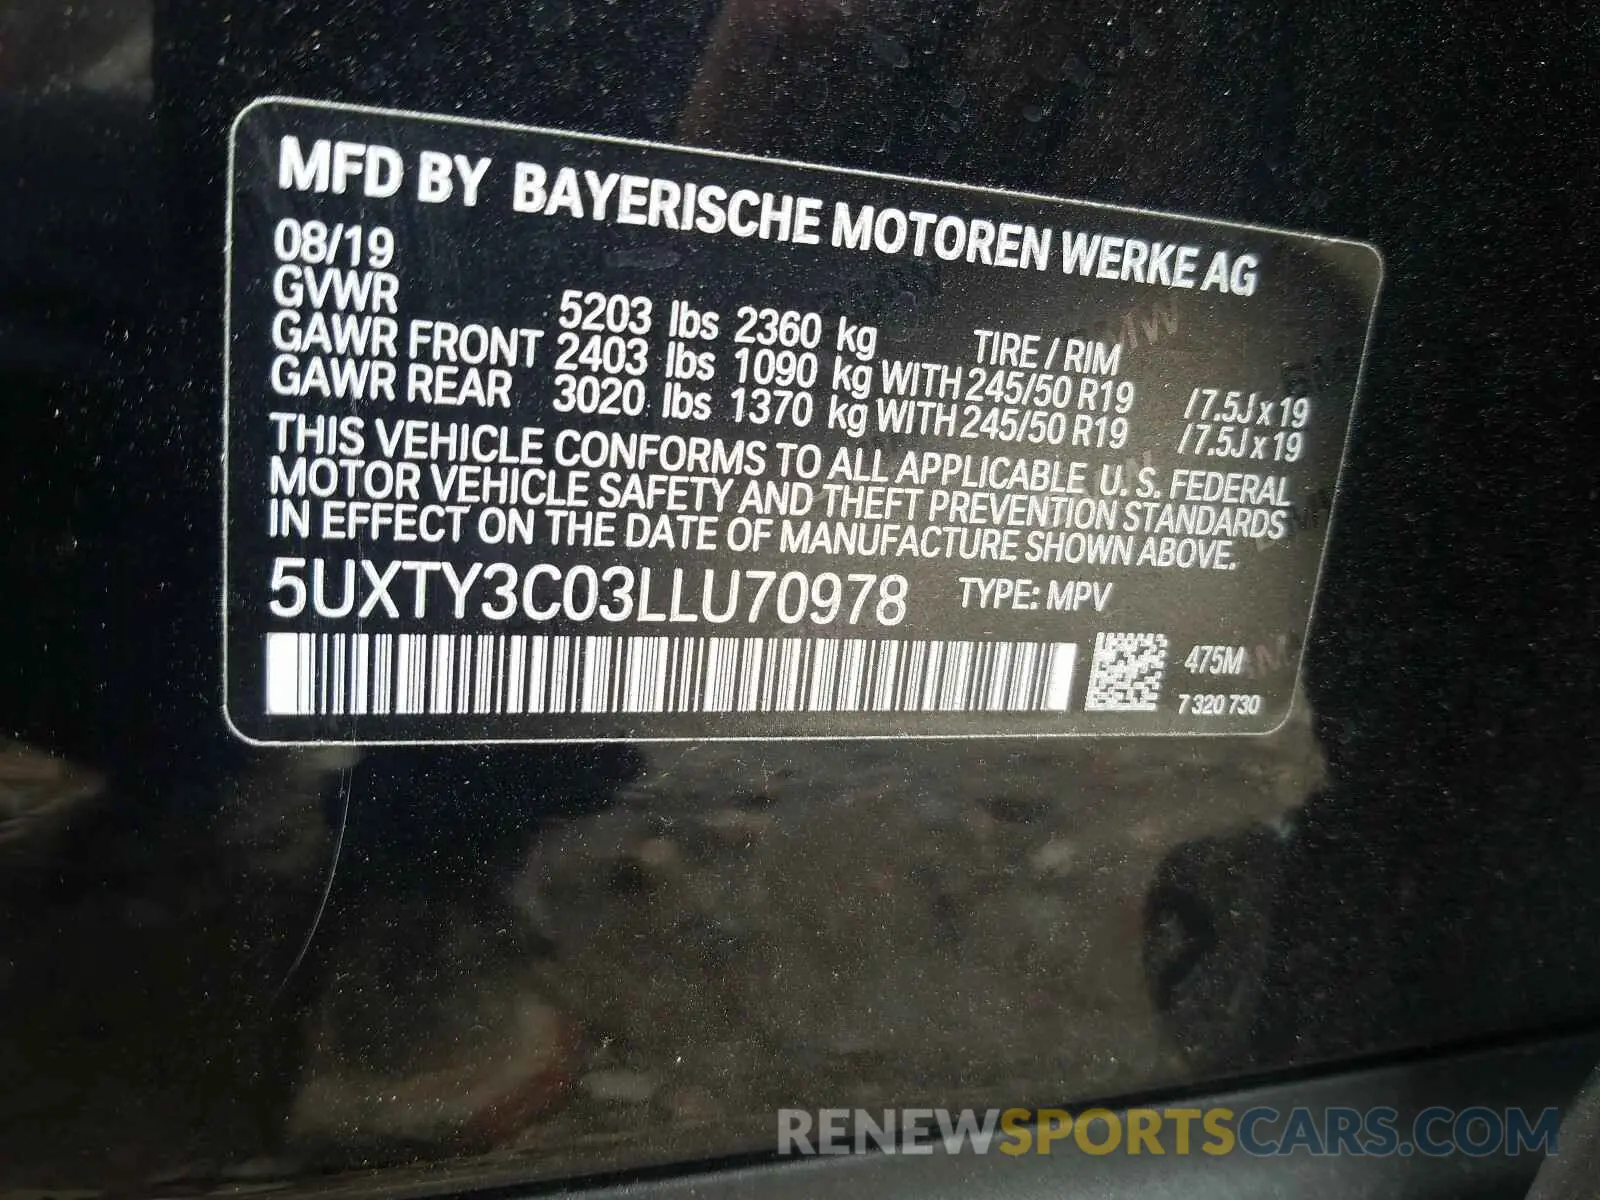 MFD BY BAYERISCHE MOTOREN WERKE AG
08/19
GVWR 5203 lbs 2360 kg TIRE / RIM
GAWR FRONT 2403 lbs 1090 kg WITH 245/50 R19 / 7.5J x 19
GAWR REAR 3020 lbs 1370 kg WITH 245/50 R19 / 7.5J x 19
THIS VEHICLE CONFORMS TO ALL APPLICABLE U. S. FEDERAL
MOTOR VEHICLE SAFETY AND THEFT PREVENTION STANDARDS
IN EFFECT ON THE DATE OF MANUFACTURE SHOWN ABOVE.
5UXTY3C03LLU70978 TYPE: MPV
475M
7 320 730
RENEWSPORTSCARS.COM